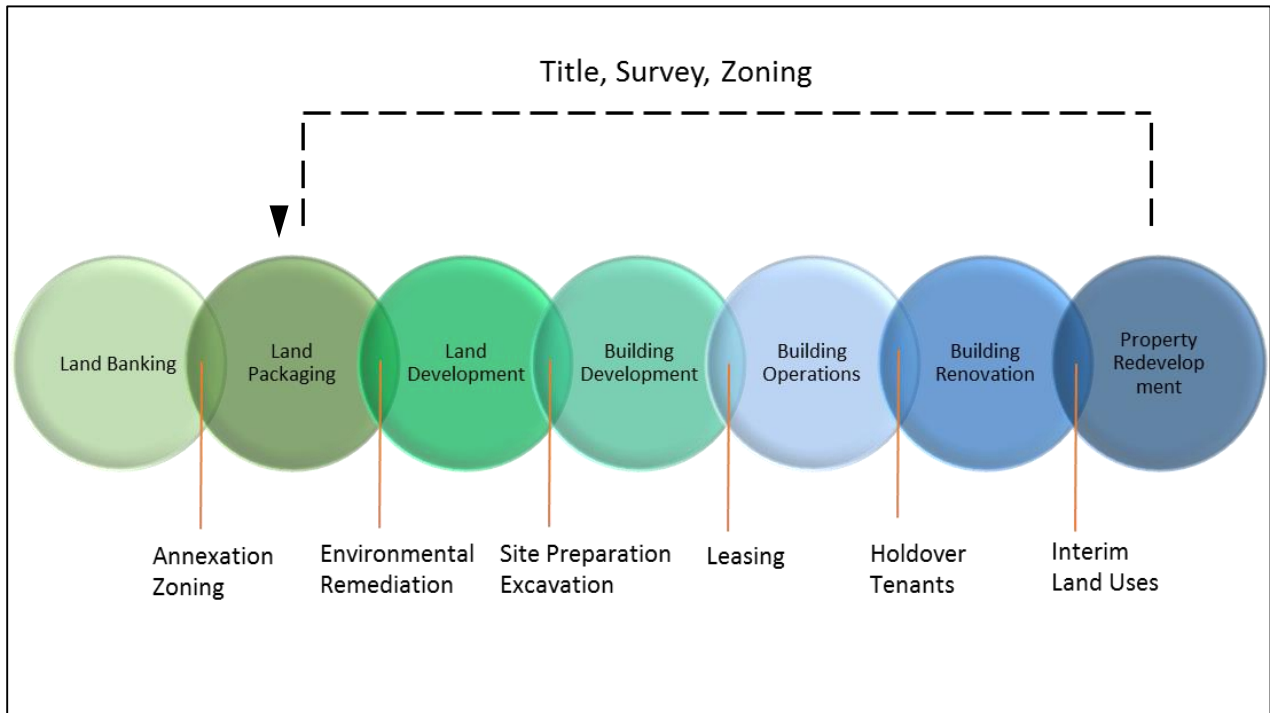 Title, Survey, Zoning
Land Banking
Land
Packaging
Land
Development
Building
Development
Building
Operations
Building
Renovation
Property
Redevelop
ment
Annexation
Zoning
Environmental
Remediation
Site Preparation
Excavation
Leasing
Holdover
Tenants
Interim
Land Uses